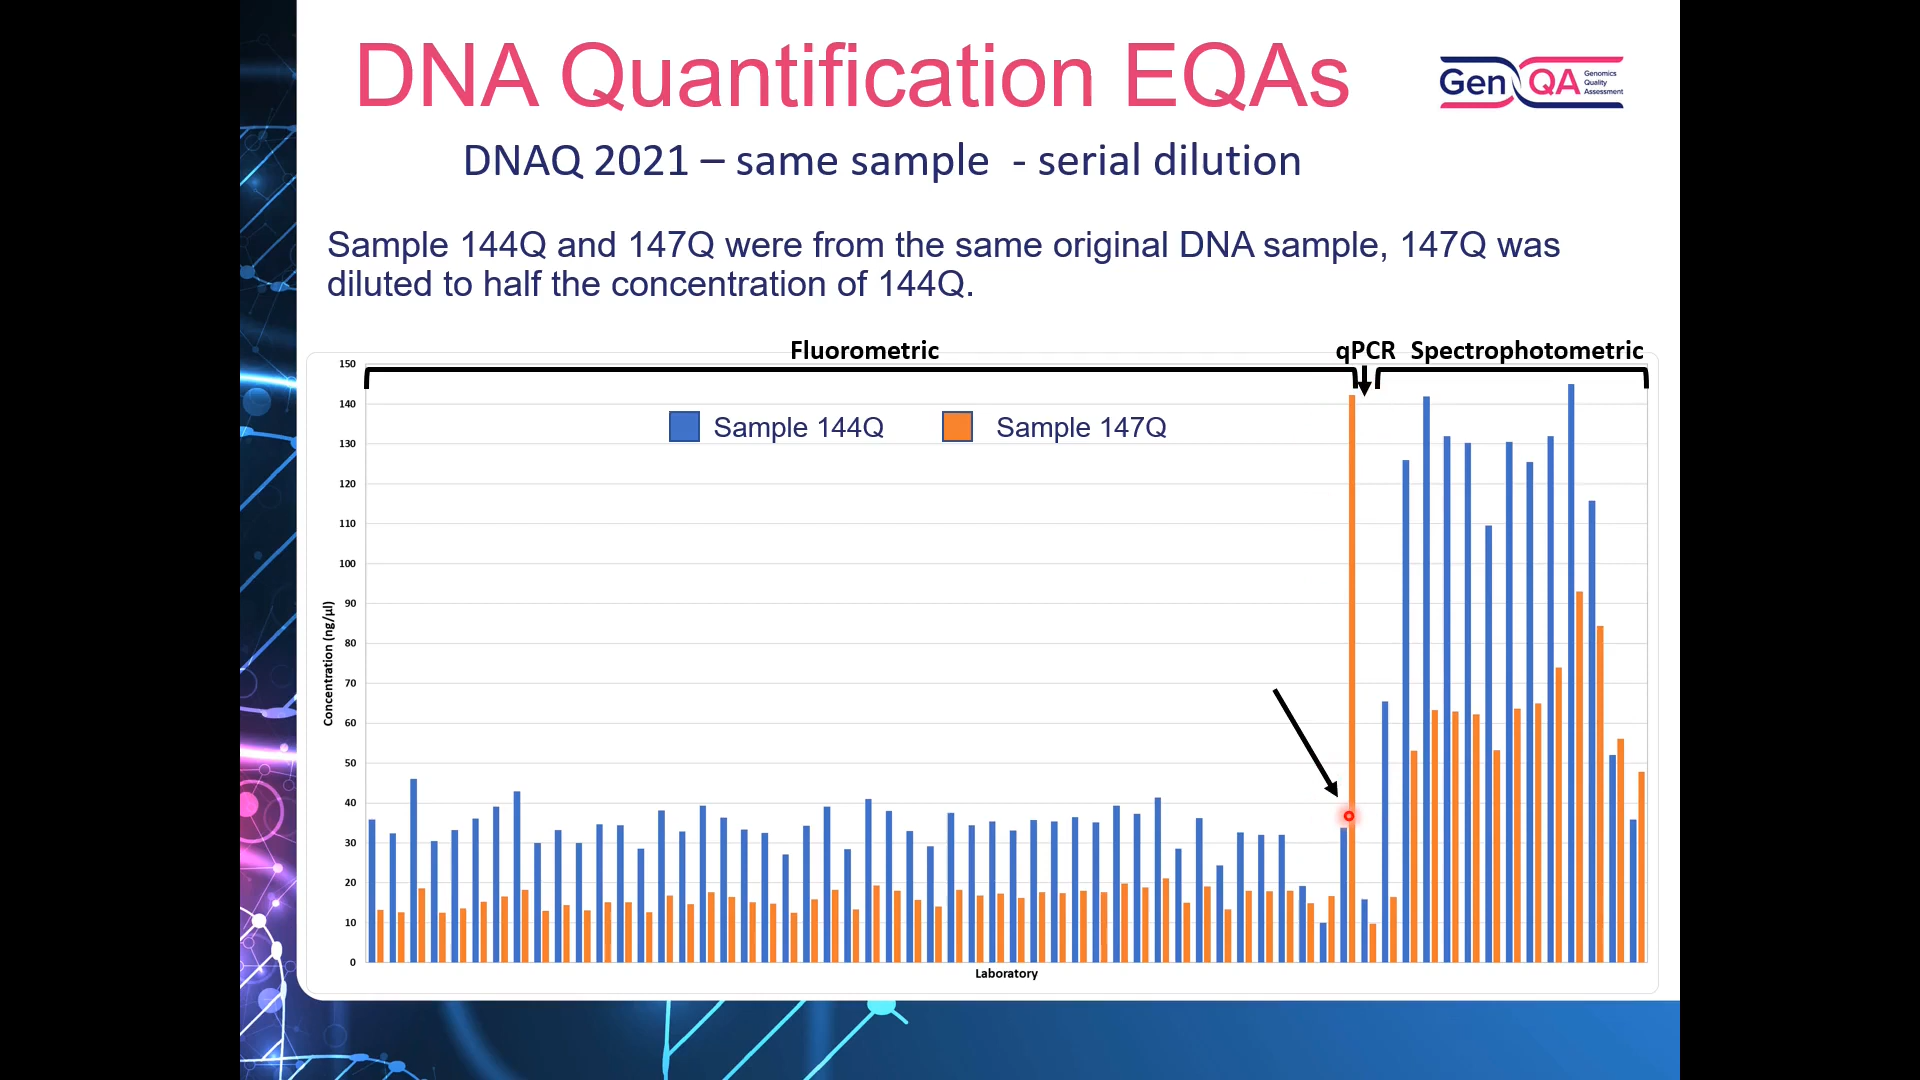 DNA Quantification EQAs
Gen QA Genomics Quality Assessment
DNAQ 2021 – same sample - serial dilution
Sample 144Q and 147Q were from the same original DNA sample, 147Q was
diluted to half the concentration of 144Q.
Fluorometric qPCR Spectrophotometric
Sample 144Q Sample 147Q
150
140
130
120
110
100
90
80
70
60
50
40
30
20
10
0
Concentration (ng/µl)
Laboratory